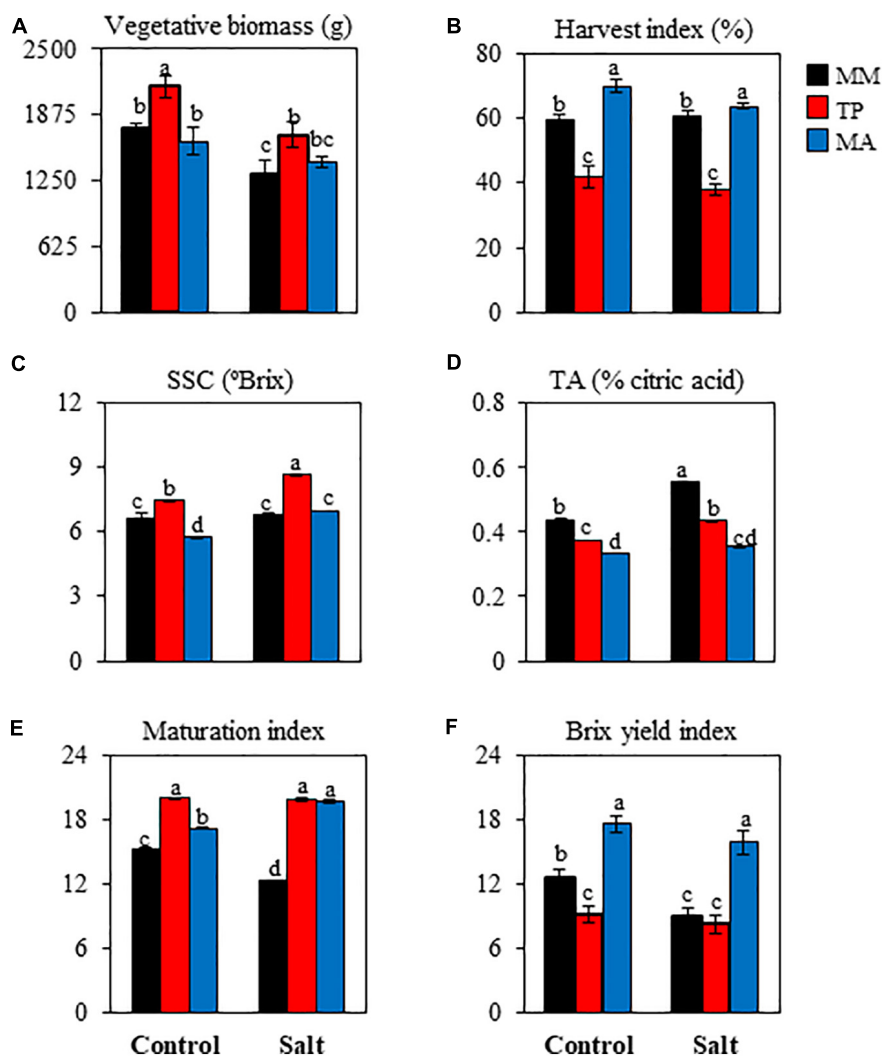 A
Vegetative biomass (g)
2500
1875
1250
625
0
b
a
b
c
b
bc
B
Harvest index (%)
80
60
40
20
0
b
c
a
b
c
a
MM
TP
MA
C
SSC (ºBrix)
12
9
6
3
0
c
b
d
c
a
c
D
TA (% citric acid)
0.8
0.6
0.4
0.2
0
b
c
d
a
b
cd
E
Maturation index
24
18
12
6
0
c
a
b
d
a
a
Control
Salt
F
Brix yield index
24
18
12
6
0
b
c
a
c
c
a
Control
Salt